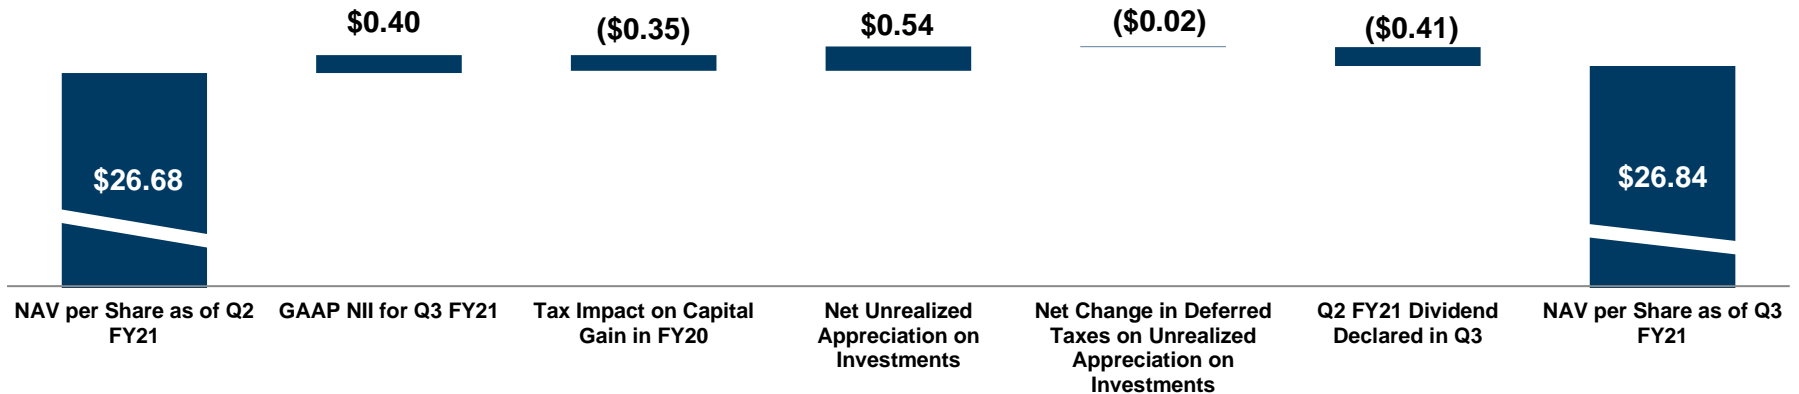 $0.40
($0.35)
$0.54
($0.02)
($0.41)
$26.68
$26.84
NAV per Share as of Q2
FY21
GAAP NII for Q3 FY21
Tax Impact on Capital
Gain in FY20
Net Unrealized
Appreciation on
Investments
Net Change in Deferred
Taxes on Unrealized
Appreciation on
Investments
Q2 FY21 Dividend
Declared in Q3
NAV per Share as of Q3
FY21